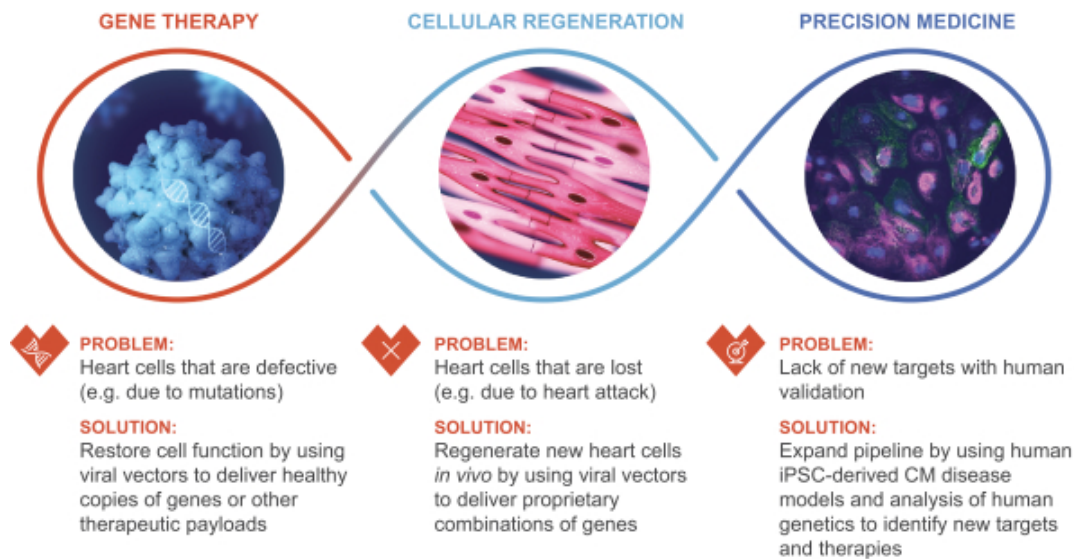 GENE THERAPY
CELLULAR REGENERATION
PRECISION MEDICINE
PROBLEM:
Heart cells that are defective
(e.g. due to mutations)
SOLUTION:
Restore cell function by using
viral vectors to deliver healthy
copies of genes or other
therapeutic payloads
PROBLEM:
Heart cells that are lost
(e.g. due to heart attack)
SOLUTION:
Regenerate new heart cells
in vivo by using viral vectors
to deliver proprietary
combinations of genes
PROBLEM:
Lack of new targets with human
validation
SOLUTION:
Expand pipeline by using human
iPSC-derived CM disease
models and analysis of human
genetics to identify new targets
and therapies